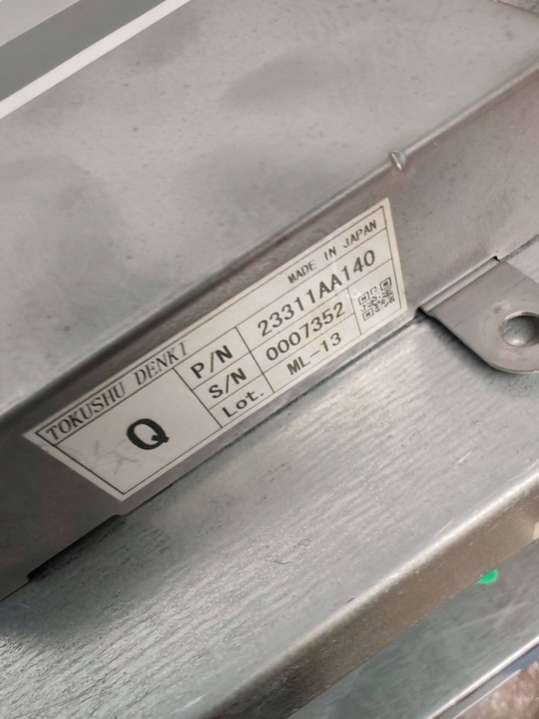 TOKUSHU DENKI MADE IN JAPAN
Q
P/N 23311AA140
S/N 0007352
Lot. ML-13